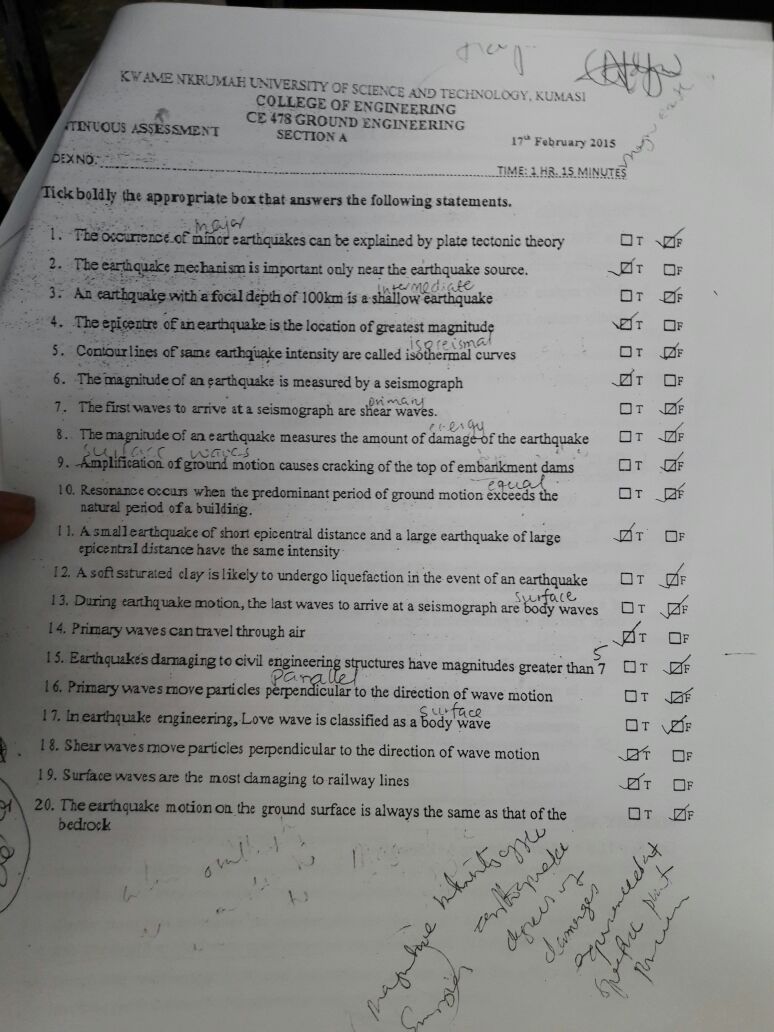 KWAME NKRUMAH UNIVERSITY OF SCIENCE AND TECHNOLOGY, KUMASI
COLLEGE OF ENGINEERING
CE 478 GROUND ENGINEERING
TINUOUS ASSESSMENT SECTION A 17th February 2015
DEX NO. TIME: 1 HR. 15 MINUTES
Tick boldly the appropriate box that answers the following statements.
major
1. The occurrence of minor earthquakes can be explained by plate tectonic theory ☐ T ☑ F
2. The earthquake mechanism is important only near the earthquake source. ☑ T ☐ F
intermediate
3. An earthquake with a focal depth of 100km is a shallow earthquake ☐ T ☑ F
4. The epicentre of an earthquake is the location of greatest magnitude ☑ T ☐ F
isoseismal
5. Contour lines of same earthquake intensity are called isothermal curves ☐ T ☑ F
6. The magnitude of an earthquake is measured by a seismograph ☑ T ☐ F
primary
7. The first waves to arrive at a seismograph are shear waves. ☐ T ☑ F
energy
8. The magnitude of an earthquake measures the amount of damage of the earthquake ☐ T ☑ F
surface waves
9. Amplification of ground motion causes cracking of the top of embankment dams ☐ T ☑ F
equal
10. Resonance occurs when the predominant period of ground motion exceeds the ☐ T ☑ F
natural period of a building.
11. A small earthquake of short epicentral distance and a large earthquake of large ☑ T ☐ F
epicentral distance have the same intensity
12. A soft saturated clay is likely to undergo liquefaction in the event of an earthquake ☐ T ☑ F
surface
13. During earthquake motion, the last waves to arrive at a seismograph are body waves ☐ T ☑ F
14. Primary waves can travel through air ☑ T ☐ F
5
15. Earthquakes damaging to civil engineering structures have magnitudes greater than 7 ☐ T ☑ F
parallel
16. Primary waves move particles perpendicular to the direction of wave motion ☐ T ☑ F
surface
17. In earthquake engineering, Love wave is classified as a body wave ☐ T ☑ F
18. Shear waves move particles perpendicular to the direction of wave motion ☑ T ☐ F
19. Surface waves are the most damaging to railway lines ☑ T ☐ F
20. The earthquake motion on the ground surface is always the same as that of the ☐ T ☑ F
bedrock
earthquake
degrees of
damages